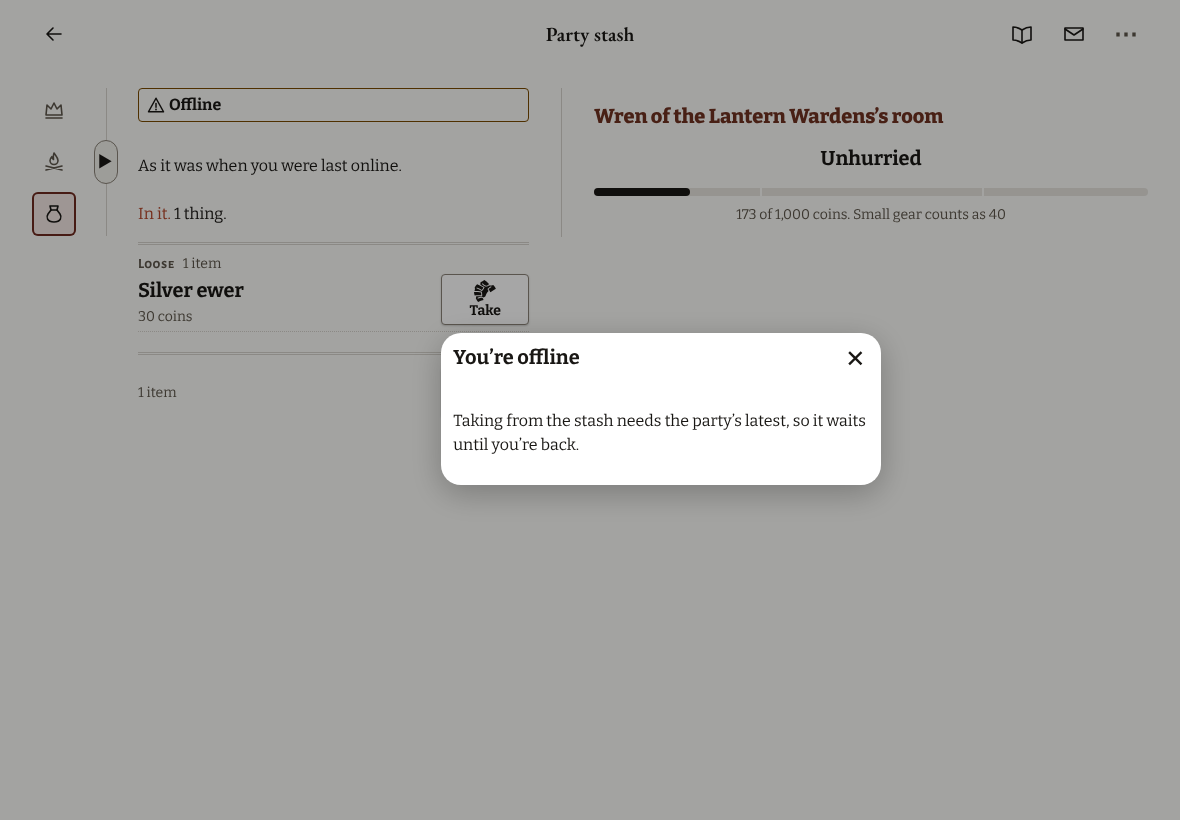 Party stash
Offline
As it was when you were last online.
In it. 1 thing.
Loose 1 item
Silver ewer
30 coins
Take
1 item
Wren of the Lantern Wardens’s room
Unhurried
173 of 1,000 coins. Small gear counts as 40
You’re offline
Taking from the stash needs the party’s latest, so it waits
until you’re back.